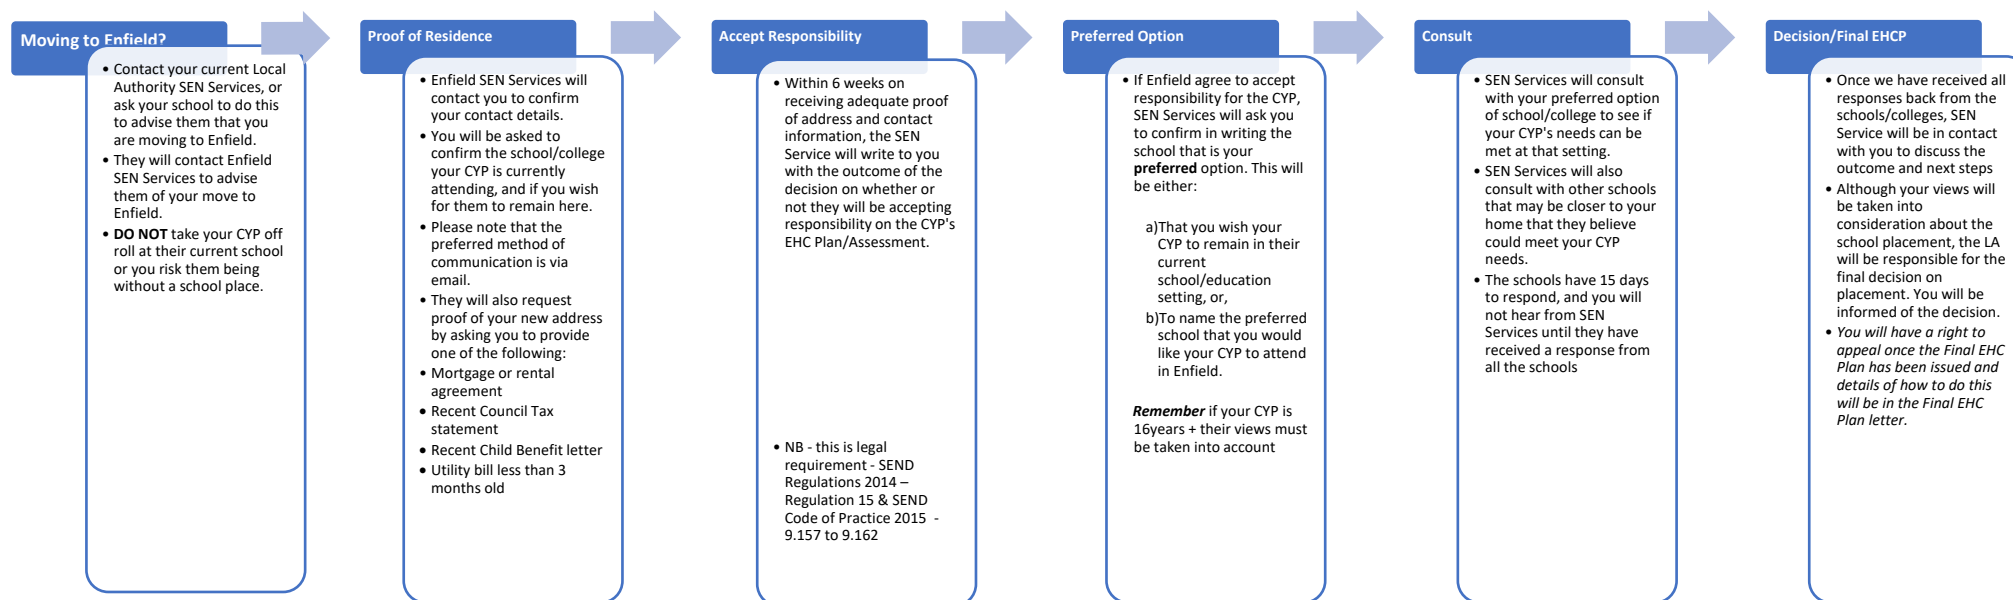 Moving to Enfield?
• Contact your current Local
Authority SEN Services, or
ask your school to do this
to advise them that you
are moving to Enfield.
• They will contact Enfield
SEN Services to advise
them of your move to
Enfield.
• DO NOT take your CYP off
roll at their current school
or you risk them being
without a school place.
Proof of Residence
• Enfield SEN Services will
contact you to confirm
your contact details.
• You will be asked to
confirm the school/college
your CYP is currently
attending, and if you wish
for them to remain here.
• Please note that the
preferred method of
communication is via
email.
• They will also request
proof of your new address
by asking you to provide
one of the following:
• Mortgage or rental
agreement
• Recent Council Tax
statement
• Recent Child Benefit letter
• Utility bill less than 3
months old
Accept Responsibility
• Within 6 weeks on
receiving adequate proof
of address and contact
information, the SEN
Service will write to you
with the outcome of the
decision on whether or
not they will be accepting
responsibility on the CYP's
EHC Plan/Assessment.
• NB - this is legal
requirement - SEND
Regulations 2014 –
Regulation 15 & SEND
Code of Practice 2015 -
9.157 to 9.162
Preferred Option
• If Enfield agree to accept
responsibility for the CYP,
SEN Services will ask you
to confirm in writing the
school that is your
preferred option. This will
be either:
a)That you wish your
CYP to remain in their
current
school/education
setting, or,
b)To name the preferred
school that you would
like your CYP to attend
in Enfield.
Remember if your CYP is
16years + their views must
be taken into account
Consult
• SEN Services will consult
with your preferred option
of school/college to see if
your CYP's needs can be
met at that setting.
• SEN Services will also
consult with other schools
that may be closer to your
home that they believe
could meet your CYP
needs.
• The schools have 15 days
to respond, and you will
not hear from SEN
Services until they have
received a response from
all the schools
Decision/Final EHCP
• Once we have received all
responses back from the
schools/colleges, SEN
Service will be in contact
with you to discuss the
outcome and next steps
• Although your views will
be taken into
consideration about the
school placement, the LA
will be responsible for the
final decision on
placement. You will be
informed of the decision.
• You will have a right to
appeal once the Final EHC
Plan has been issued and
details of how to do this
will be in the Final EHC
Plan letter.